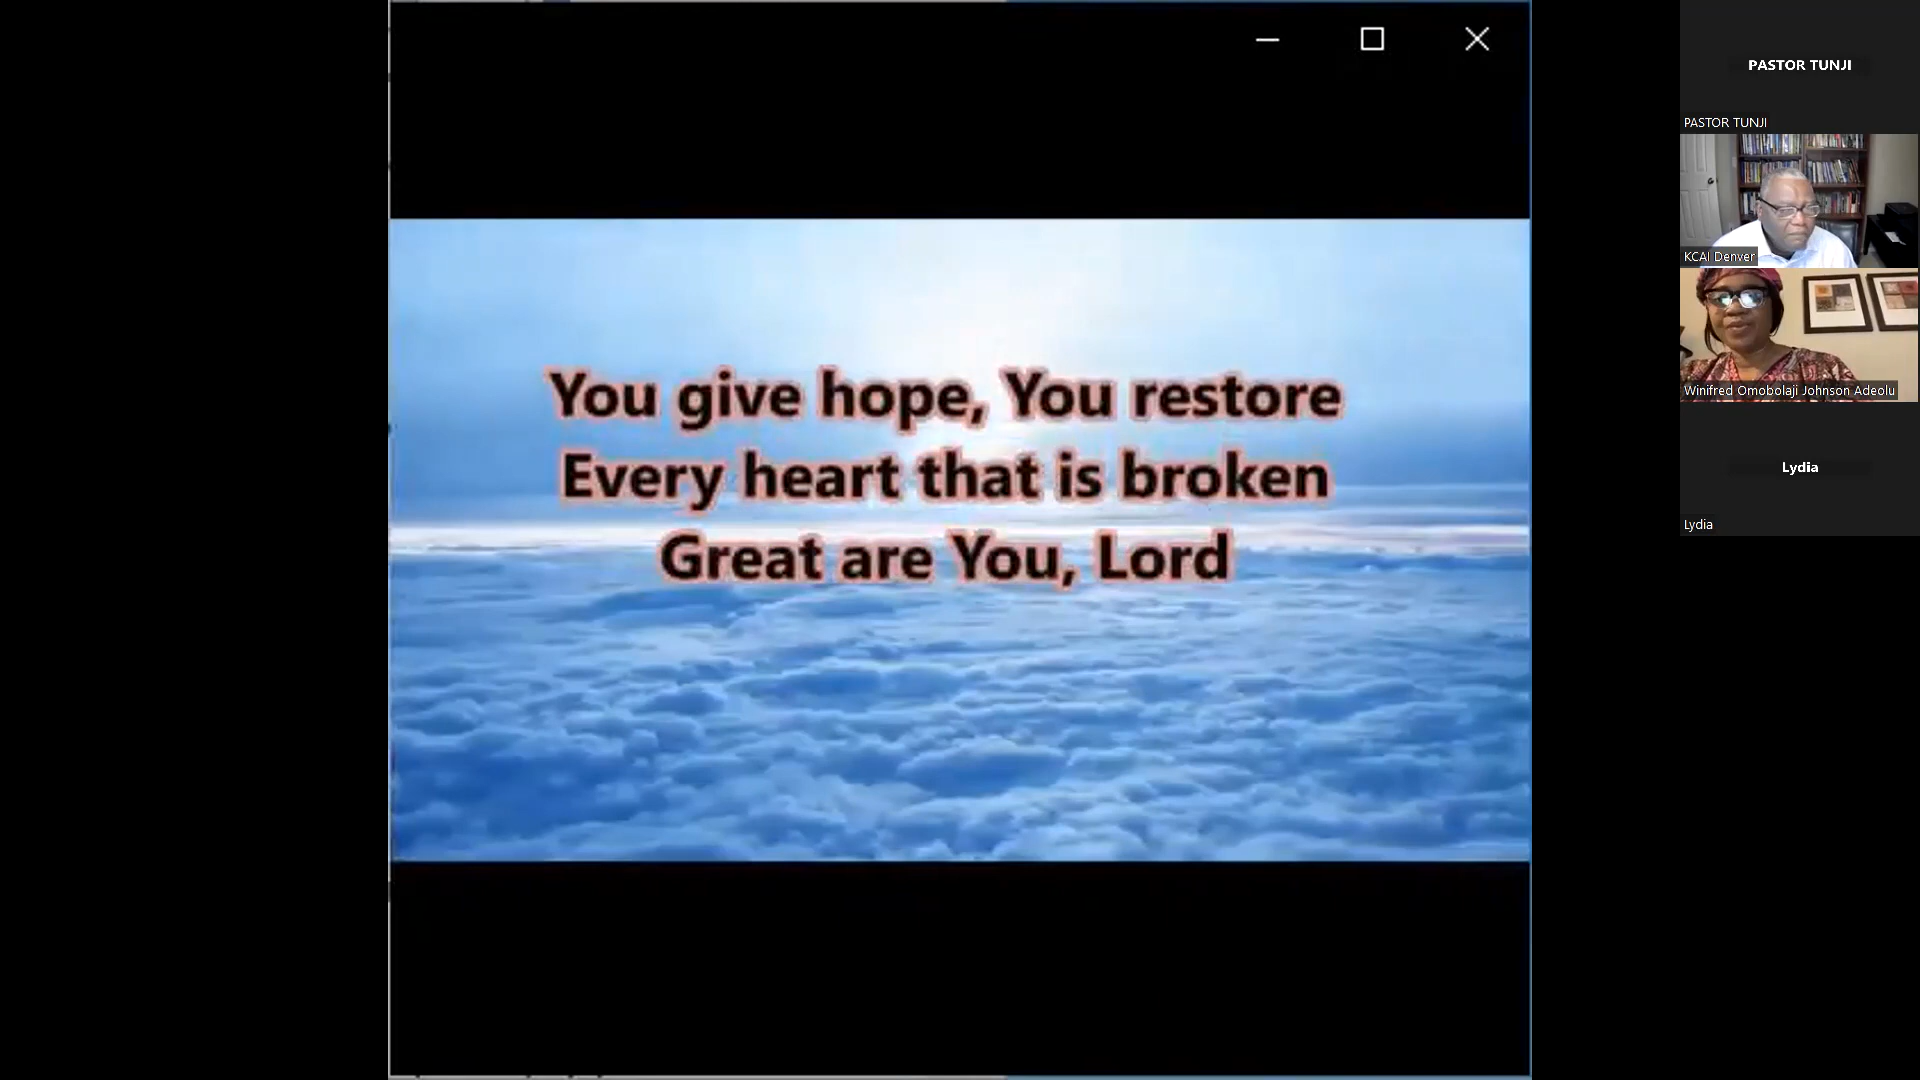 You give hope, You restore
Every heart that is broken
Great are You, Lord
PASTOR TUNJI
PASTOR TUNJI
KCAI Denver
Winifred Omobolaji Johnson Adeolu
Lydia
Lydia